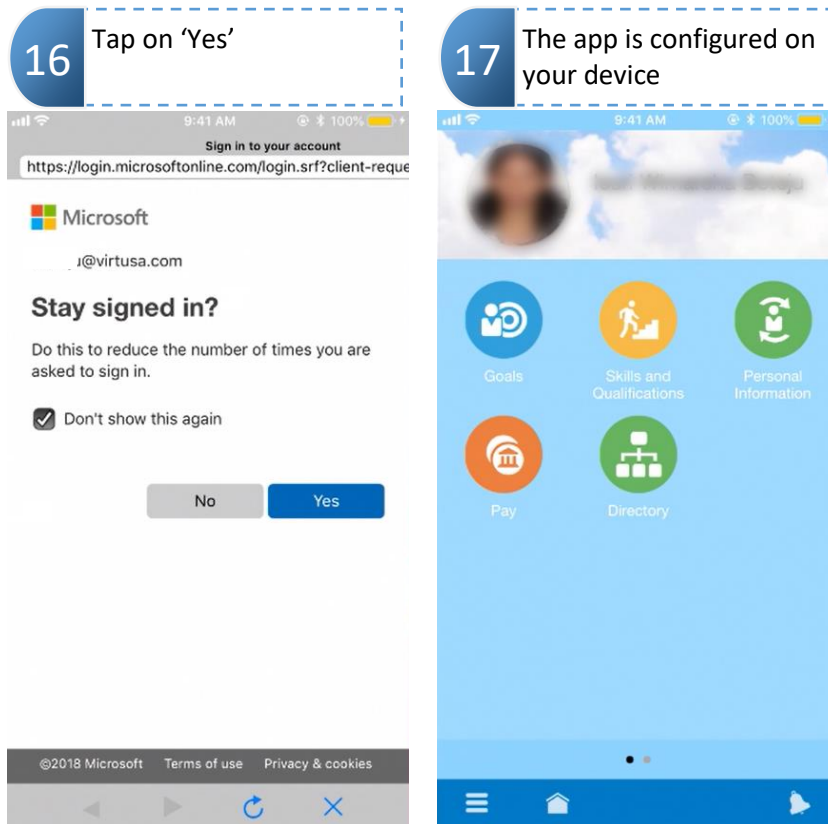 16
Tap on ‘Yes’
9:41 AM
100%
Sign in to your account
https://login.microsoftonline.com/login.srf?client-reque
Microsoft
@virtusa.com
Stay signed in?
Do this to reduce the number of times you are
asked to sign in.
Don't show this again
No
Yes
©2018 Microsoft Terms of use Privacy & cookies
17
The app is configured on
your device
9:41 AM
100%
Goals
Skills and
Qualifications
Personal
Information
Pay
Directory